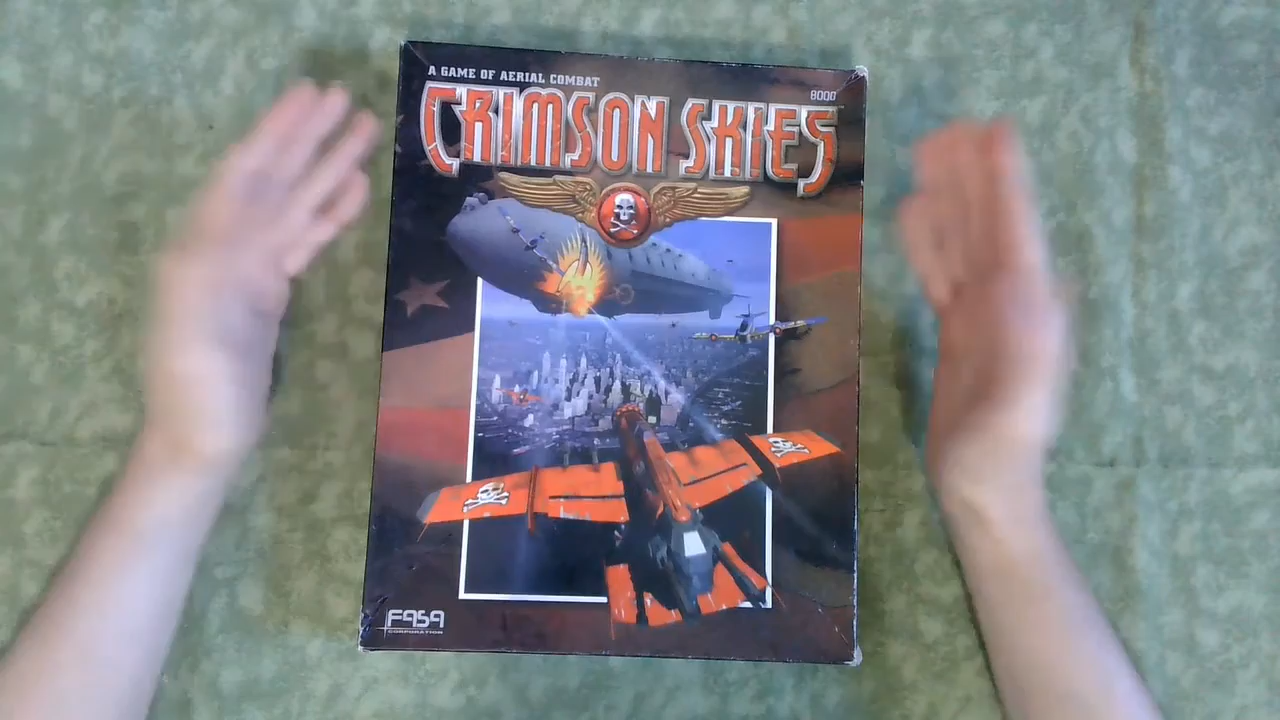 A GAME OF AERIAL COMBAT
8000
CRIMSON SKIES
FASA
CORPORATION